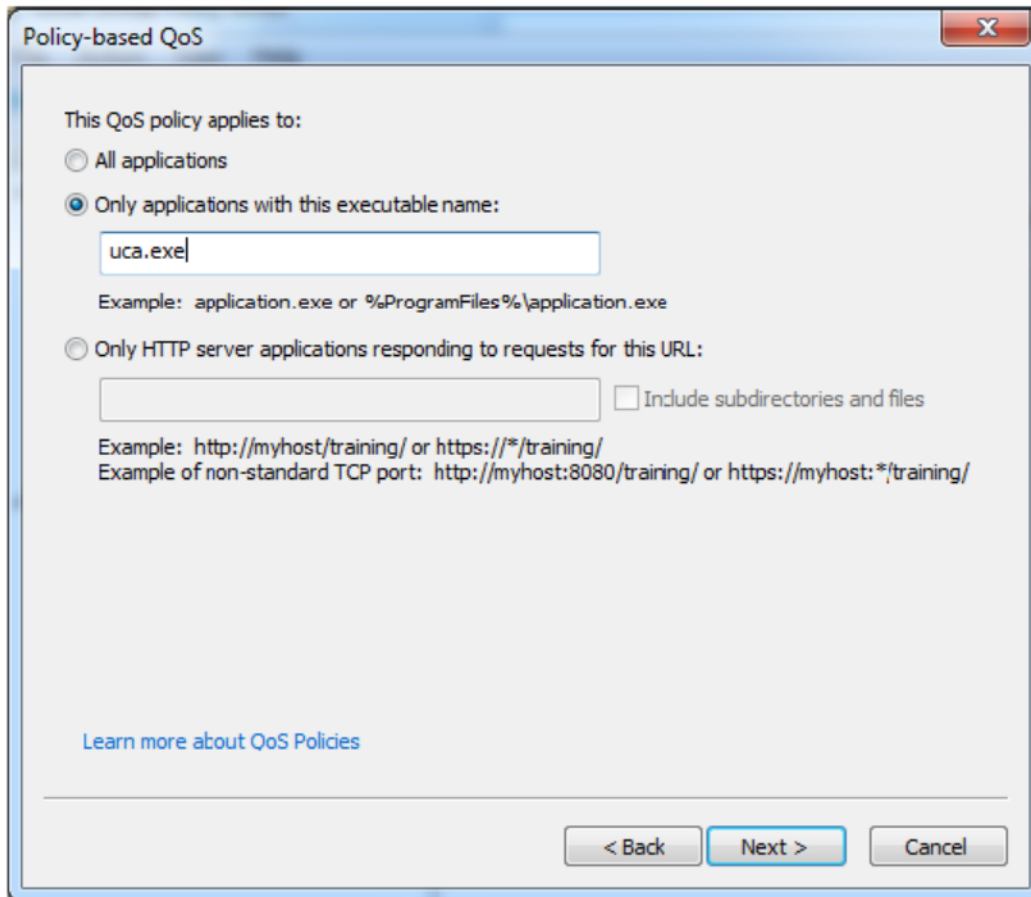 Policy-based QoS
This QoS policy applies to:
All applications
Only applications with this executable name:
uca.exe
Example: application.exe or %ProgramFiles%\application.exe
Only HTTP server applications responding to requests for this URL:
Include subdirectories and files
Example: http://myhost/training/ or https://*/training/
Example of non-standard TCP port: http://myhost:8080/training/ or https://myhost:*/training/
Learn more about QoS Policies
< Back Next > Cancel